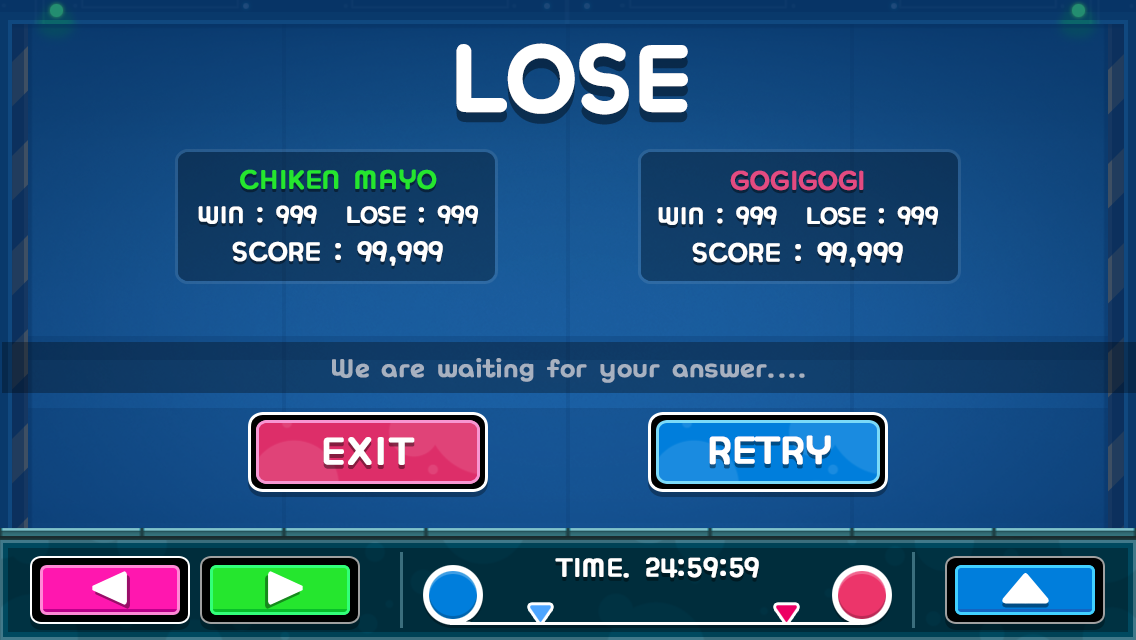 LOSE
CHIKEN MAYO
WIN : 999 LOSE : 999
SCORE : 99,999
GOGIGOGI
WIN : 999 LOSE : 999
SCORE : 99,999
We are waiting for your answer....
EXIT
RETRY
TIME. 24:59:59